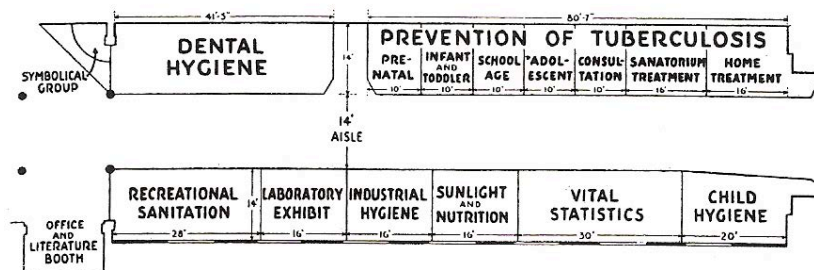 41'-5"
80'-7"
DENTAL
HYGIENE
SYMBOLICAL
GROUP
14'
PREVENTION OF TUBERCULOSIS
PRE-
NATAL
10'
INFANT
AND
TODDLER
10'
SCHOOL
AGE
10'
"ADOL-
ESCENT
10'
CONSUL-
TATION
10'
SANATORIUM
TREATMENT
16'
HOME
TREATMENT
16'
14'
AISLE
RECREATIONAL
SANITATION
28'
14'
LABORATORY
EXHIBIT
16'
INDUSTRIAL
HYGIENE
16'
SUNLIGHT
AND
NUTRITION
16'
VITAL
STATISTICS
30'
CHILD
HYGIENE
20'
OFFICE
AND
LITERATURE
BOOTH